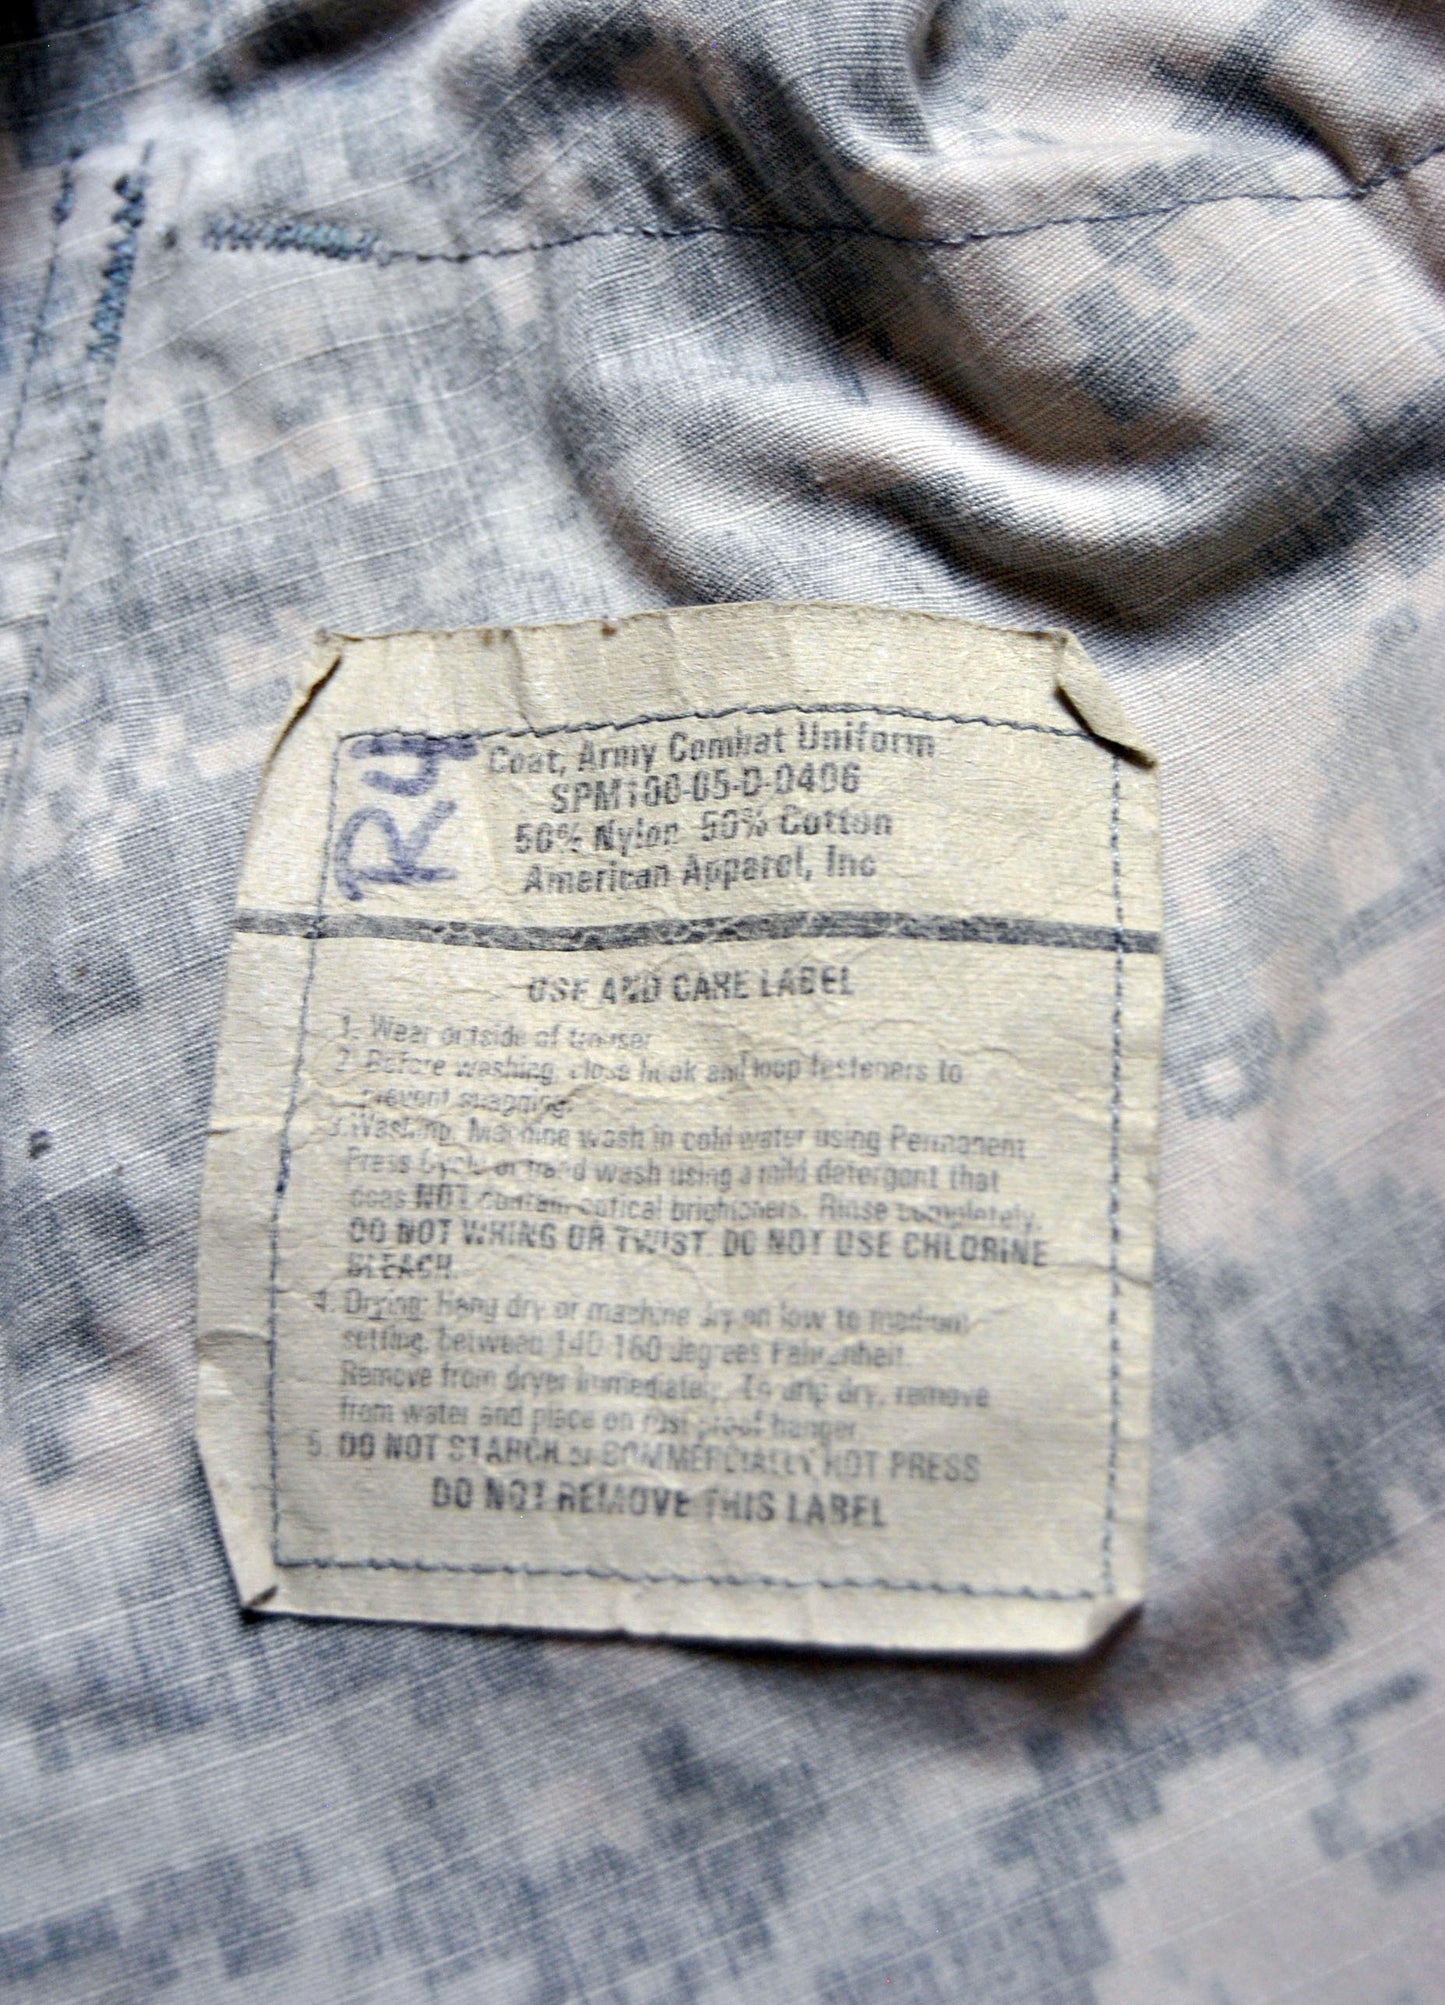 R4
Coat, Army Combat Uniform
SPM100-05-D-0406
50% Nylon 50% Cotton
American Apparel, Inc
USE AND CARE LABEL
1. Wear outside of trouser
2. Before washing, close hook and loop fasteners to
prevent snagging.
3. Washing: Machine wash in cold water using Permanent
Press Cycle or hand wash using a mild detergent that
does NOT contain optical brighteners. Rinse completely.
DO NOT WRING OR TWIST. DO NOT USE CHLORINE
BLEACH.
4. Drying: Hang dry or machine dry on low to medium
setting, between 140-160 degrees Fahrenheit.
Remove from dryer immediately. To drip dry, remove
from water and place on rust proof hanger.
5. DO NOT STARCH or COMMERCIALLY HOT PRESS
DO NOT REMOVE THIS LABEL